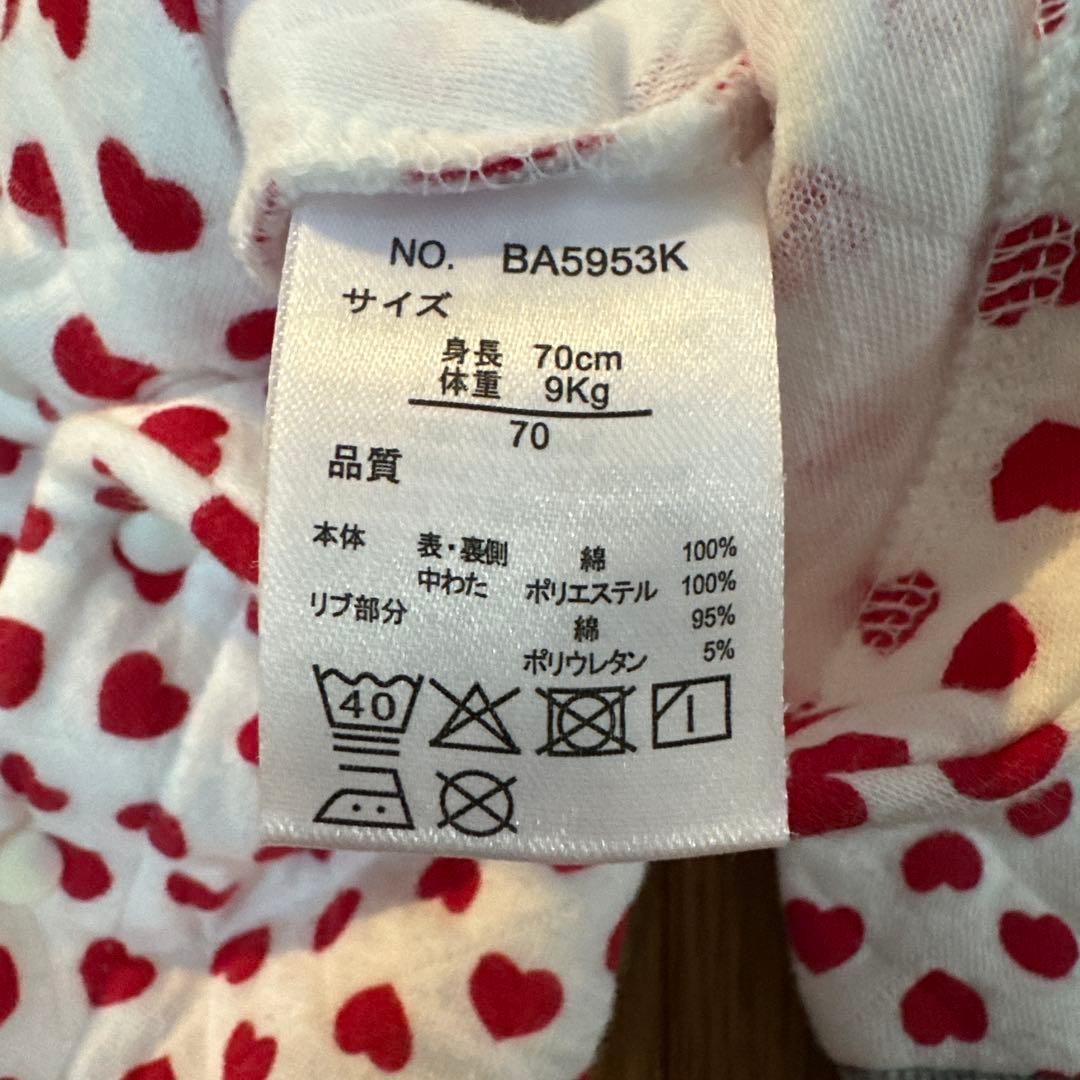 NO. BA5953K
サイズ
身長 70cm
体重 9Kg
70
品質
本体 表・裏側 綿 100%
中わた ポリエステル 100%
リブ部分 綿 95%
ポリウレタン 5%
40